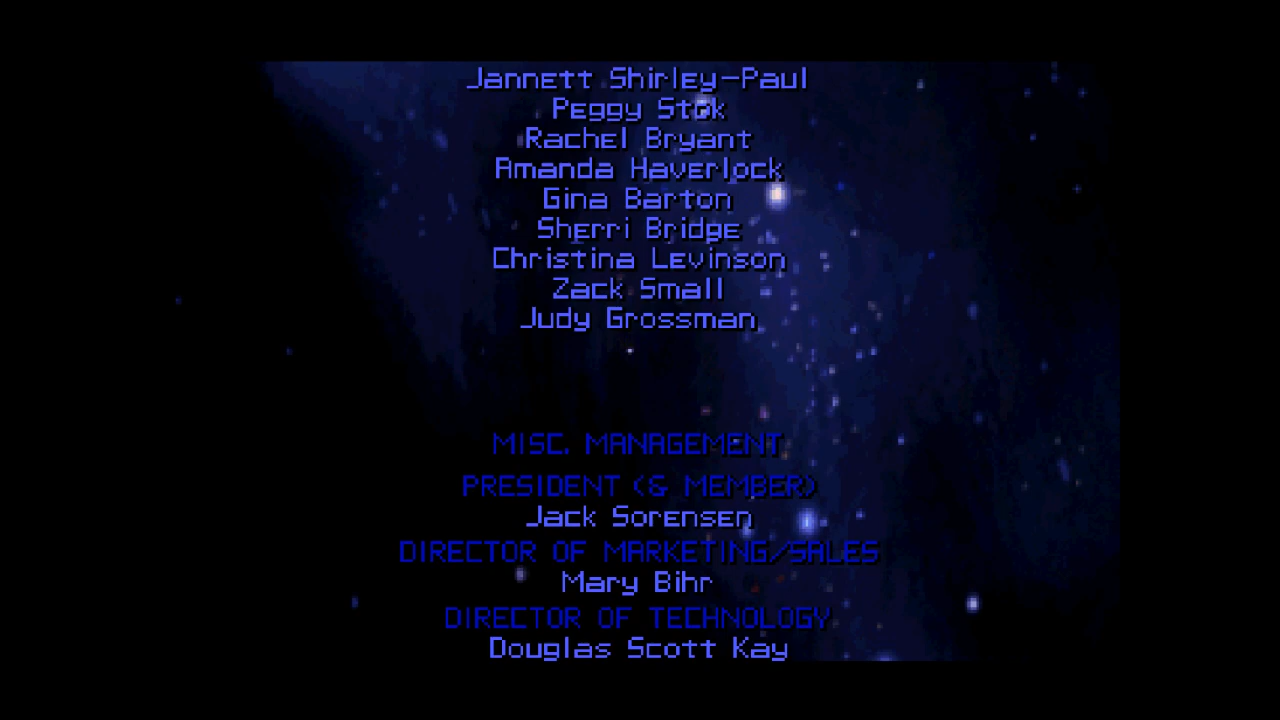 Jannett Shirley-Paul
Peggy Stok
Rachel Bryant
Amanda Haverlock
Gina Barton
Sherri Bridge
Christina Levinson
Zack Small
Judy Grossman
MISC. MANAGEMENT
PRESIDENT (& MEMBER)
Jack Sorensen
DIRECTOR OF MARKETING/SALES
Mary Bihr
DIRECTOR OF TECHNOLOGY
Douglas Scott Kay